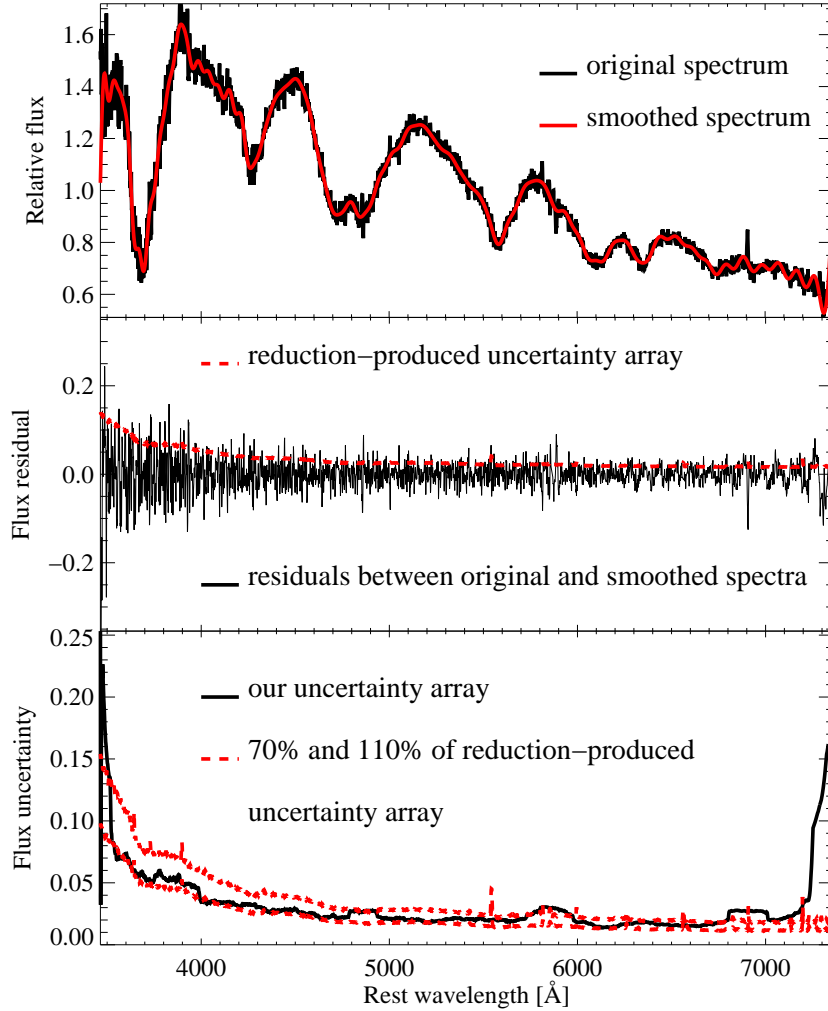 1.6
1.4
1.2
1.0
0.8
0.6
Relative flux
original spectrum
smoothed spectrum
0.2
0.0
−0.2
Flux residual
reduction−produced uncertainty array
residuals between original and smoothed spectra
0.25
0.20
0.15
0.10
0.05
0.00
Flux uncertainty
our uncertainty array
70% and 110% of reduction−produced
uncertainty array
4000 5000 6000 7000
Rest wavelength [Å]